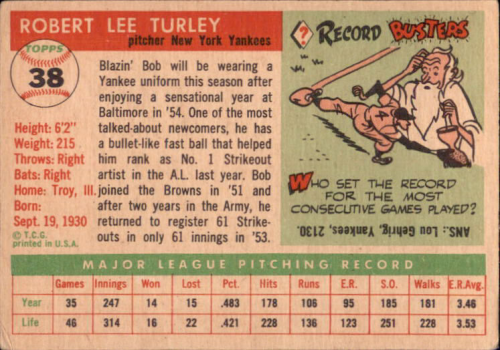 ROBERT LEE TURLEY
pitcher New York Yankees
TOPPS
38
Height: 6'2"
Weight: 215
Throws: Right
Bats: Right
Home: Troy, Ill.
Born:
Sept. 19, 1930
© T.C.G.
printed in U.S.A.
Blazin' Bob will be wearing a
Yankee uniform this season after
enjoying a sensational year at
Baltimore in '54. One of the most
talked-about newcomers, he has
a bullet-like fast ball that helped
him rank as No. 1 Strikeout
artist in the A.L. last year. Bob
joined the Browns in '51 and
after two years in the Army, he
returned to register 61 Strike-
outs in only 61 innings in '53.
? RECORD BUSTERS
4
WHO SET THE RECORD
FOR THE MOST
CONSECUTIVE GAMES PLAYED?
ANS.: Lou Gehrig, Yankees, 2130.
MAJOR LEAGUE PITCHING RECORD
Games Innings Won Lost Pct. Hits Runs E.R. S.O. Walks E.R.Avg.
Year 35 247 14 15 .483 178 106 95 185 181 3.46
Life 46 314 16 22 .421 228 136 123 251 228 3.53